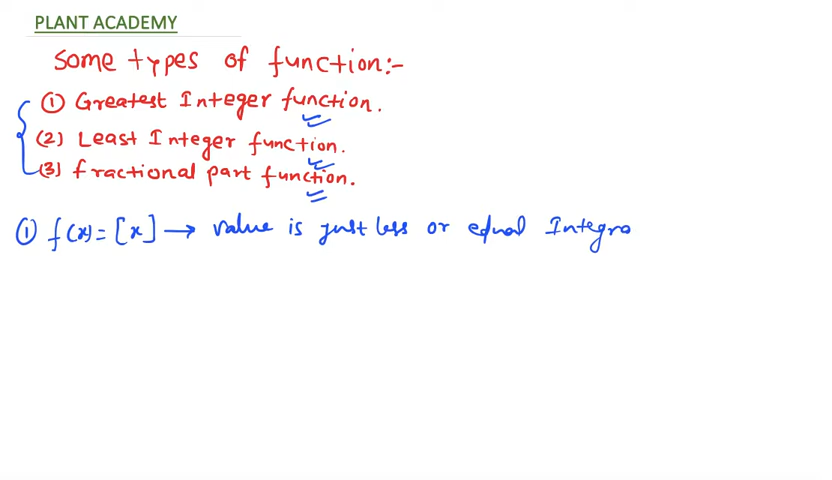 PLANT ACADEMY
Some types of function:-
① Greatest Integer function.
(2) Least Integer function.
(3) fractional part function.
① f(x) = [x] → value is just less or equal Integra